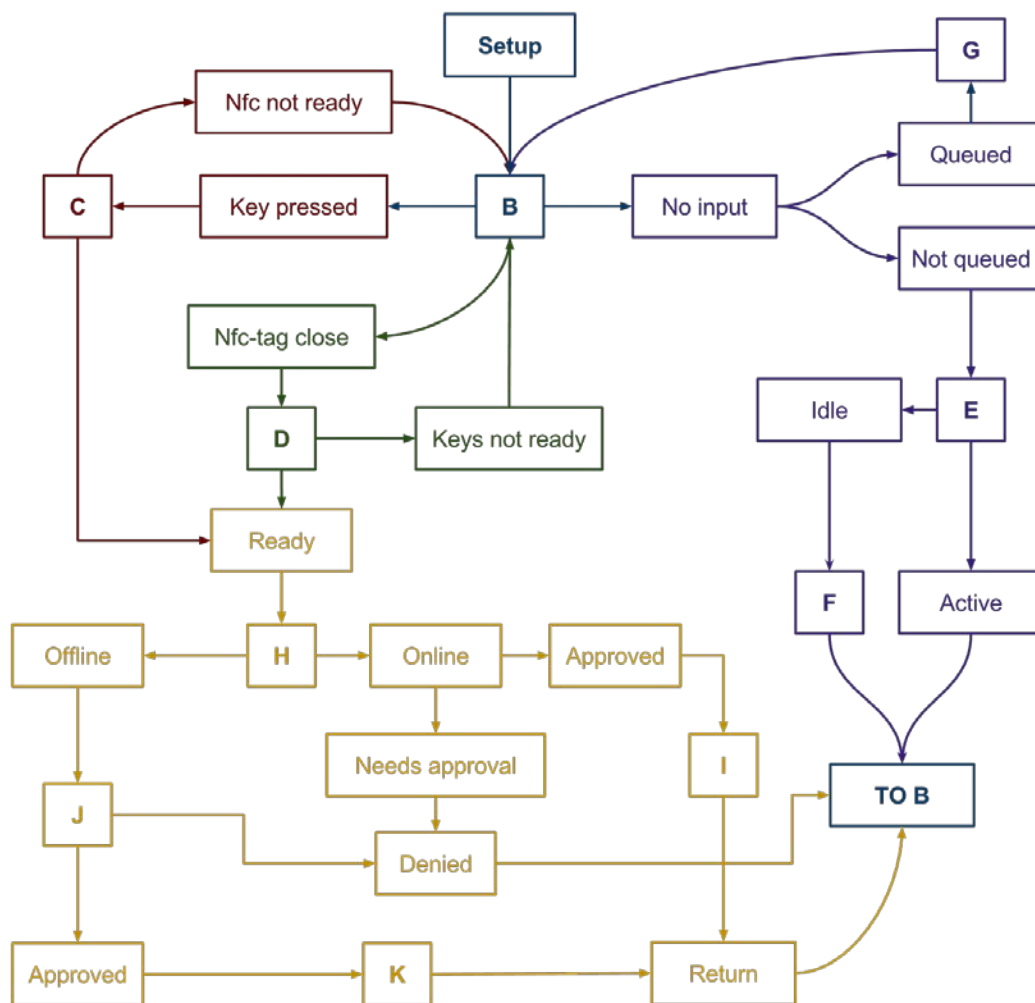 Setup
G
Nfc not ready
Queued
C
Key pressed
B
No input
Not queued
Nfc-tag close
Idle
E
D
Keys not ready
Ready
F
Active
Offline
H
Online
Approved
Needs approval
I
TO B
J
Denied
Approved
K
Return